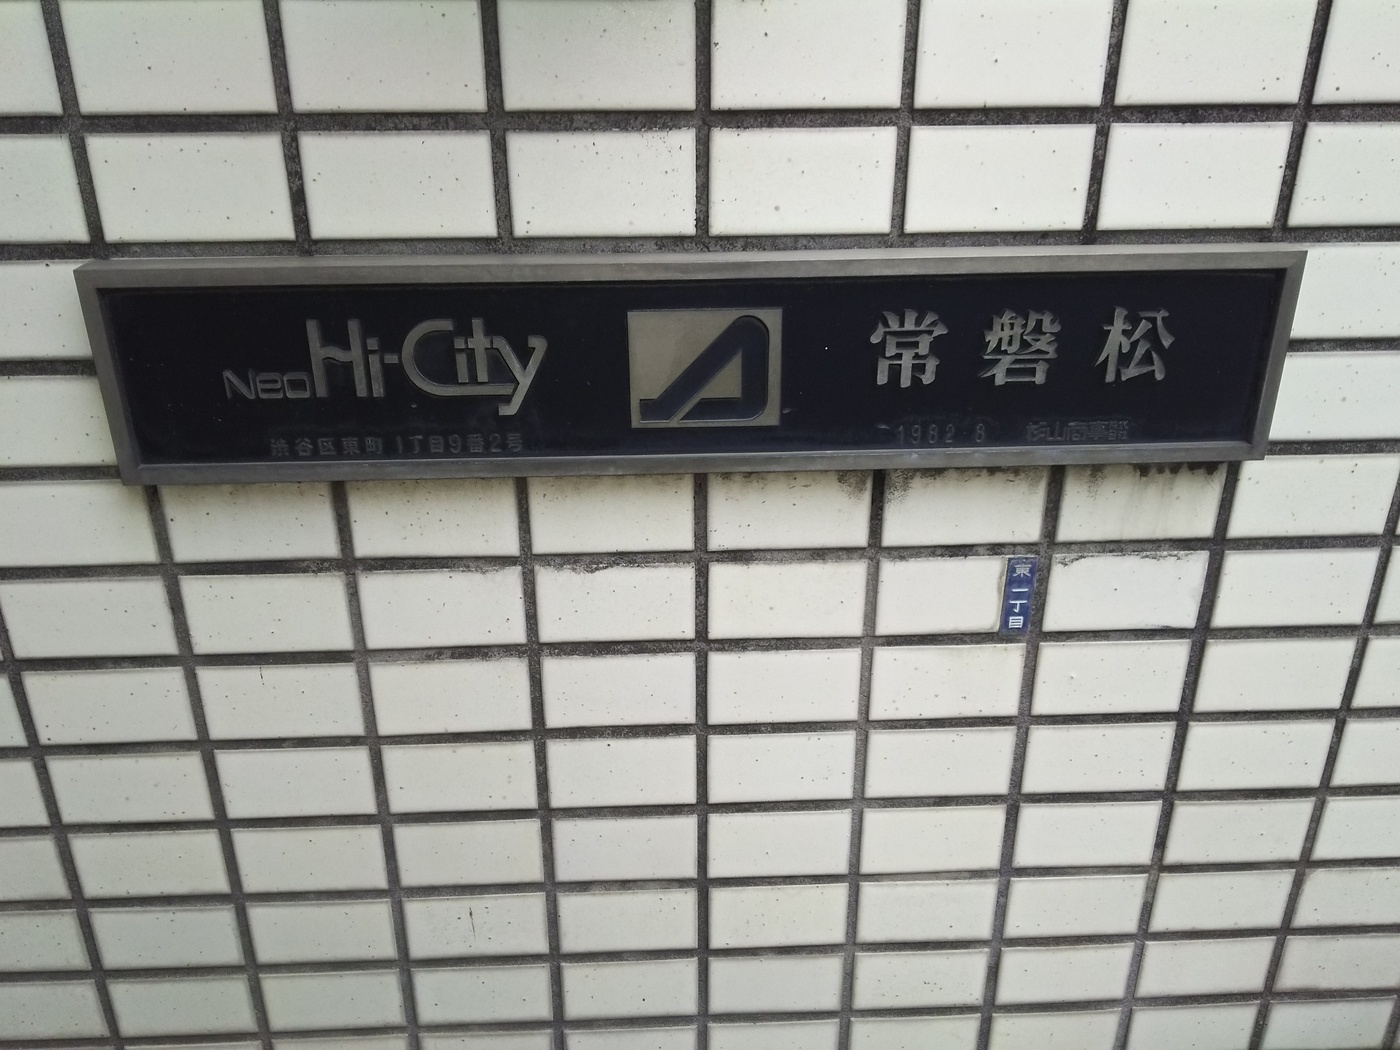 Neo Hi-City
常磐松
渋谷区東町1丁目9番2号
1982 8
東一丁目